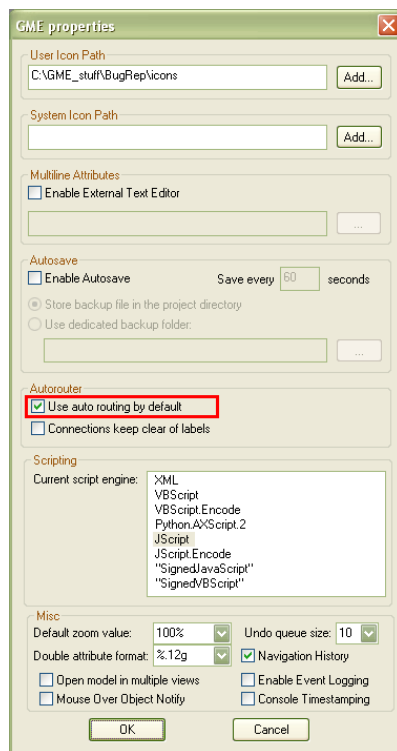 GME properties
User Icon Path
C:\GME_stuff\BugRep\icons
Add...
System Icon Path
Add...
Multiline Attributes
Enable External Text Editor
...
Autosave
Enable Autosave Save every 60 seconds
Store backup file in the project directory
Use dedicated backup folder:
...
Autorouter
Use auto routing by default
Connections keep clear of labels
Scripting
Current script engine: XML
VBScript
VBScript.Encode
Python.AXScript.2
JScript
JScript.Encode
"SignedJavaScript"
"SignedVBScript"
Misc
Default zoom value: 100% Undo queue size: 10
Double attribute format: %.12g Navigation History
Open model in multiple views Enable Event Logging
Mouse Over Object Notify Console Timestamping
OK Cancel